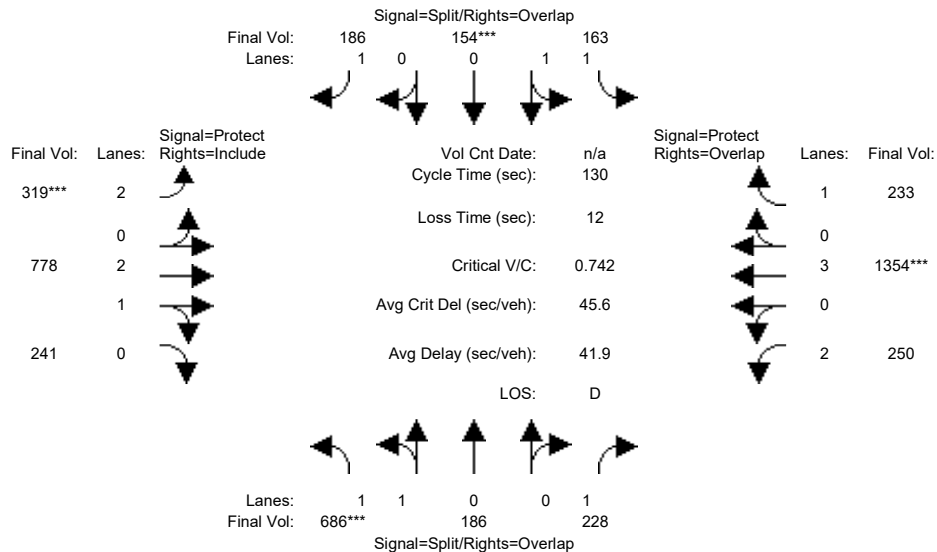 Signal=Split/Rights=Overlap
Final Vol: 186 154*** 163
Lanes: 1 0 0 1 1
Signal=Protect Signal=Protect
Final Vol: Lanes: Rights=Include Vol Cnt Date: n/a Rights=Overlap Lanes: Final Vol:
Cycle Time (sec): 130
319*** 2 1 233
Loss Time (sec): 12
0 0
778 2 Critical V/C: 0.742 3 1354***
1 Avg Crit Del (sec/veh): 45.6 0
241 0 Avg Delay (sec/veh): 41.9 2 250
LOS: D
Lanes: 1 1 0 0 1
Final Vol: 686*** 186 228
Signal=Split/Rights=Overlap